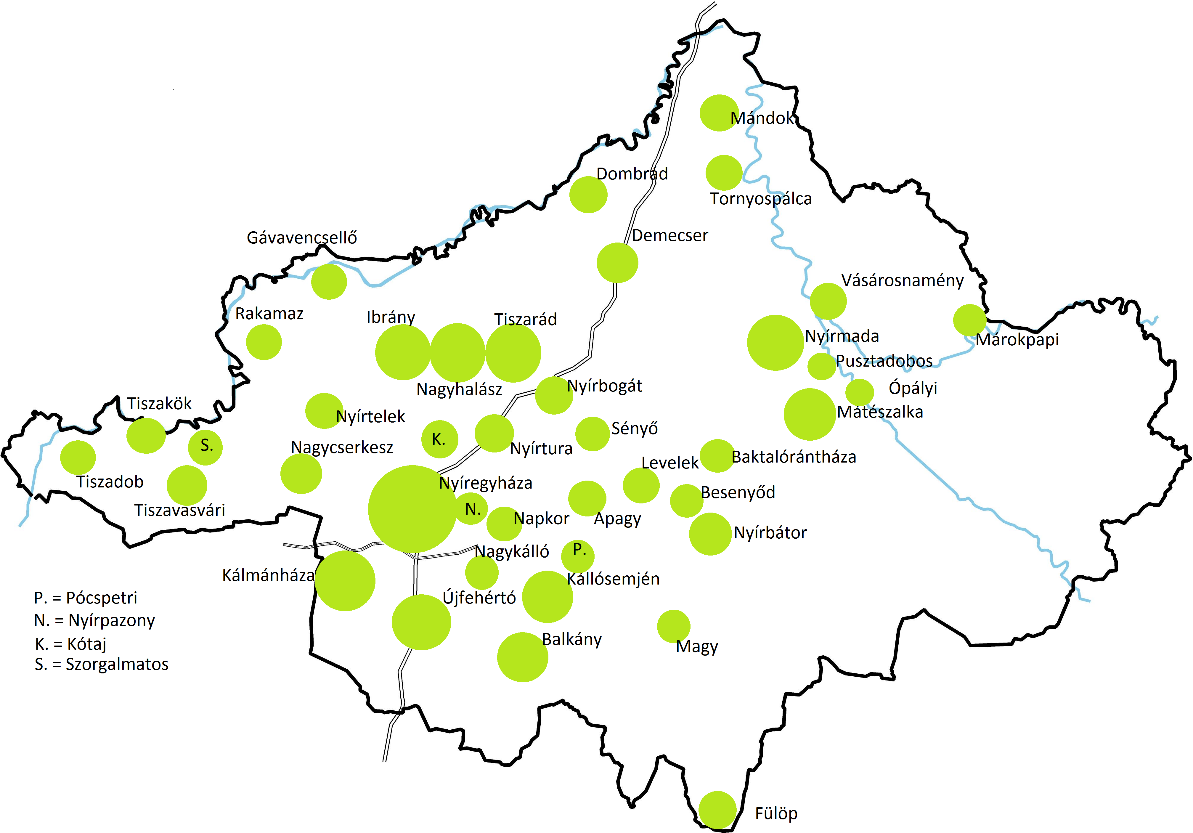 Mándok
Dombrád
Tornyospálca
Demecser
Gávavencsellő
Vásárosnamény
Rakamaz
Ibrány
Tiszarád
Nyírmada
Márokpapi
Pusztadobos
Nagyhalász
Nyírbogát
Ópályi
Tiszakök
Nyírtelek
Mátészalka
S.
Nagycserkesz
K.
Nyírtura
Sényő
Baktalórántháza
Levelek
Tiszadob
Nyíregyháza
Besenyőd
Tiszavasvári
N.
Napkor
Apagy
Nyírbátor
Nagykálló
P.
Kálmánháza
Kállósemjén
P. = Pócspetri
Újfehértó
N. = Nyírpazony
Balkány
K. = Kótaj
Magy
S. = Szorgalmatos
Fülöp